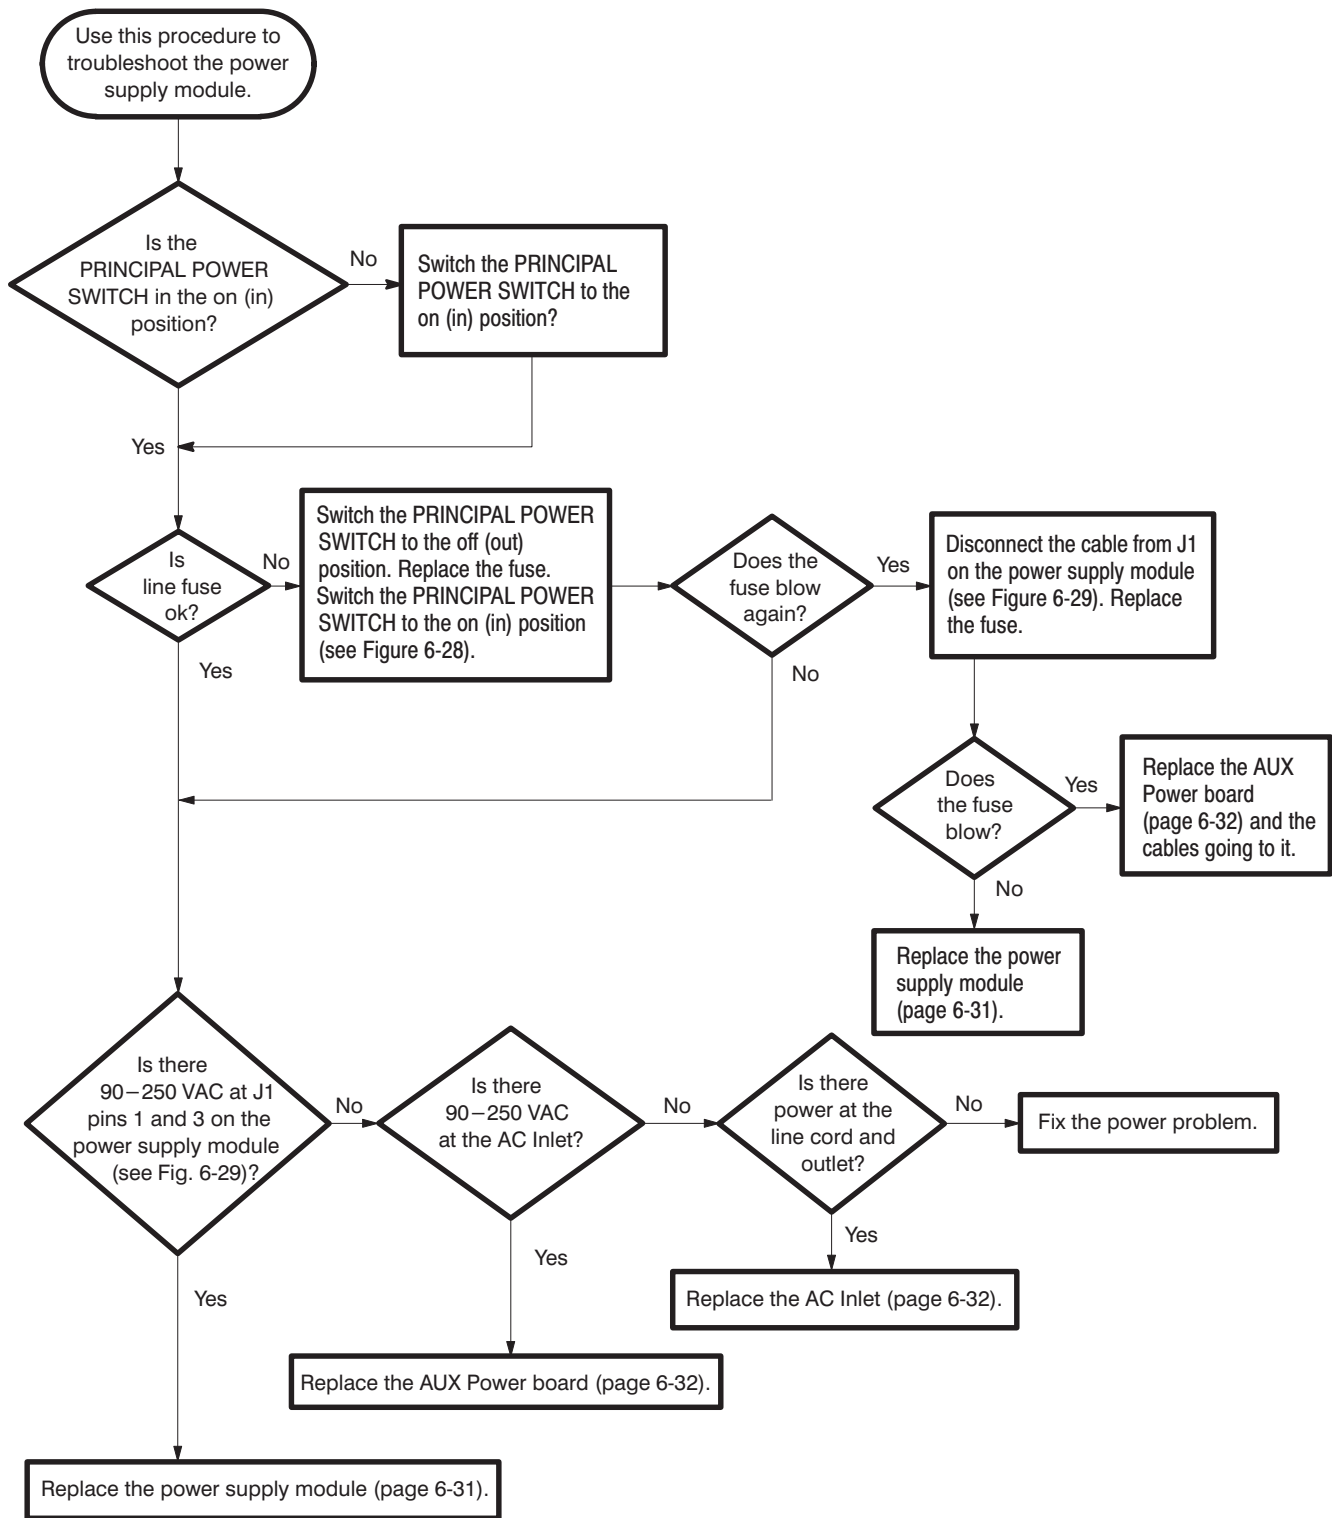 Use this procedure to
troubleshoot the power
supply module.
Is the
PRINCIPAL POWER
SWITCH in the on (in)
position?
No
Switch the PRINCIPAL
POWER SWITCH to the
on (in) position?
Yes
Is
line fuse
ok?
No
Switch the PRINCIPAL POWER
SWITCH to the off (out)
position. Replace the fuse.
Switch the PRINCIPAL POWER
SWITCH to the on (in) position
(see Figure 6-28).
Does the
fuse blow
again?
Yes
Disconnect the cable from J1
on the power supply module
(see Figure 6-29). Replace
the fuse.
Yes
No
Does
the fuse
blow?
Yes
Replace the AUX
Power board
(page 6-32) and the
cables going to it.
No
Replace the power
supply module
(page 6-31).
Is there
90–250 VAC at J1
pins 1 and 3 on the
power supply module
(see Fig. 6-29)?
No
Is there
90–250 VAC
at the AC Inlet?
No
Is there
power at the
line cord and
outlet?
No
Fix the power problem.
Yes
Replace the AC Inlet (page 6-32).
Yes
Replace the AUX Power board (page 6-32).
Yes
Replace the power supply module (page 6-31).